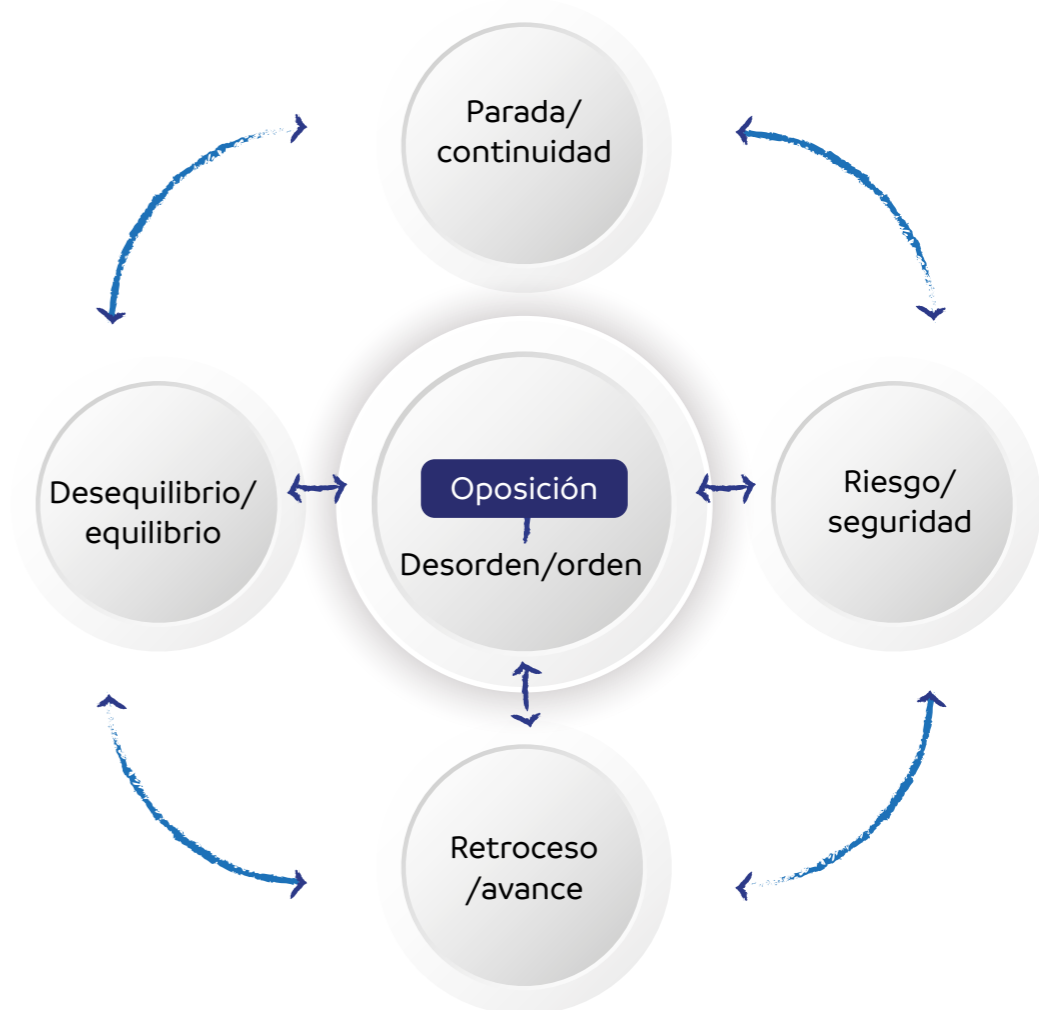 Parada/
continuidad
Desequilibrio/
equilibrio
Oposición
Desorden/orden
Riesgo/
seguridad
Retroceso
/avance